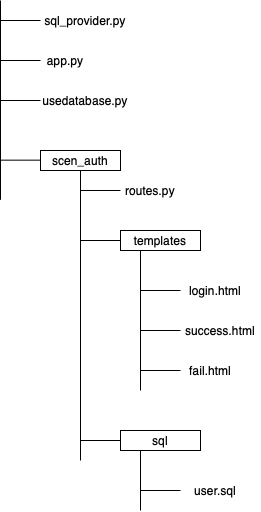 sql_provider.py
app.py
usedatabase.py
scen_auth
routes.py
templates
login.html
success.html
fail.html
sql
user.sql